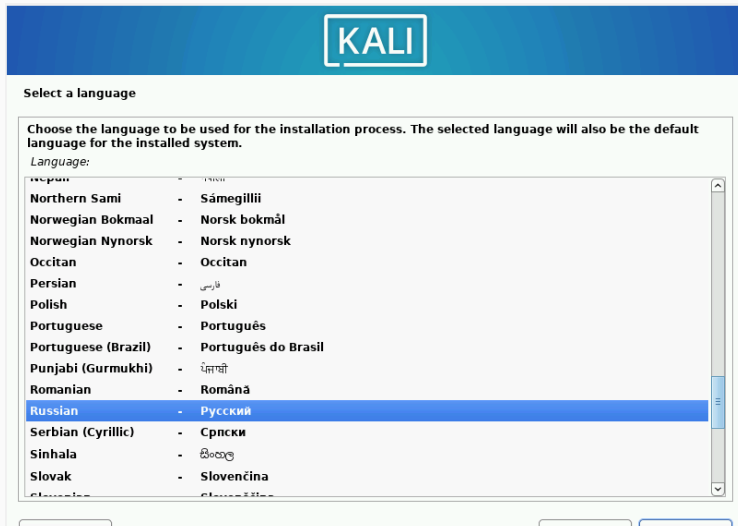 KALI
Select a language
Choose the language to be used for the installation process. The selected language will also be the default
language for the installed system.
Language:
Northern Sami - Sámegillii
Norwegian Bokmaal - Norsk bokmål
Norwegian Nynorsk - Norsk nynorsk
Occitan - Occitan
Persian - فارسی
Polish - Polski
Portuguese - Português
Portuguese (Brazil) - Português do Brasil
Punjabi (Gurmukhi) - ਪੰਜਾਬੀ
Romanian - Română
Russian - Русский
Serbian (Cyrillic) - Српски
Sinhala - සිංහල
Slovak - Slovenčina